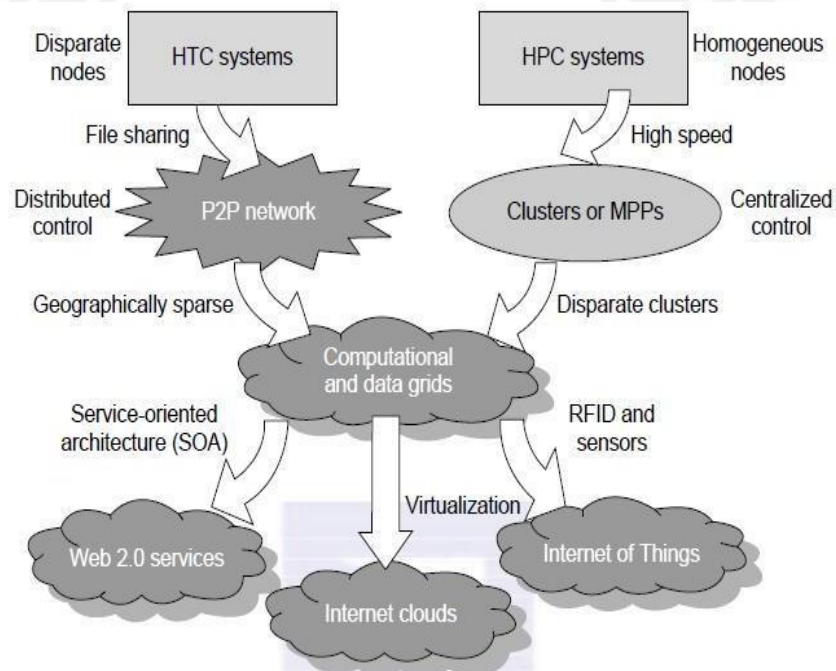 Disparate
nodes
HTC systems
HPC systems
Homogeneous
nodes
File sharing
High speed
Distributed
control
P2P network
Clusters or MPPs
Centralized
control
Geographically sparse
Disparate clusters
Computational
and data grids
Service-oriented
architecture (SOA)
RFID and
sensors
Virtualization
Web 2.0 services
Internet of Things
Internet clouds